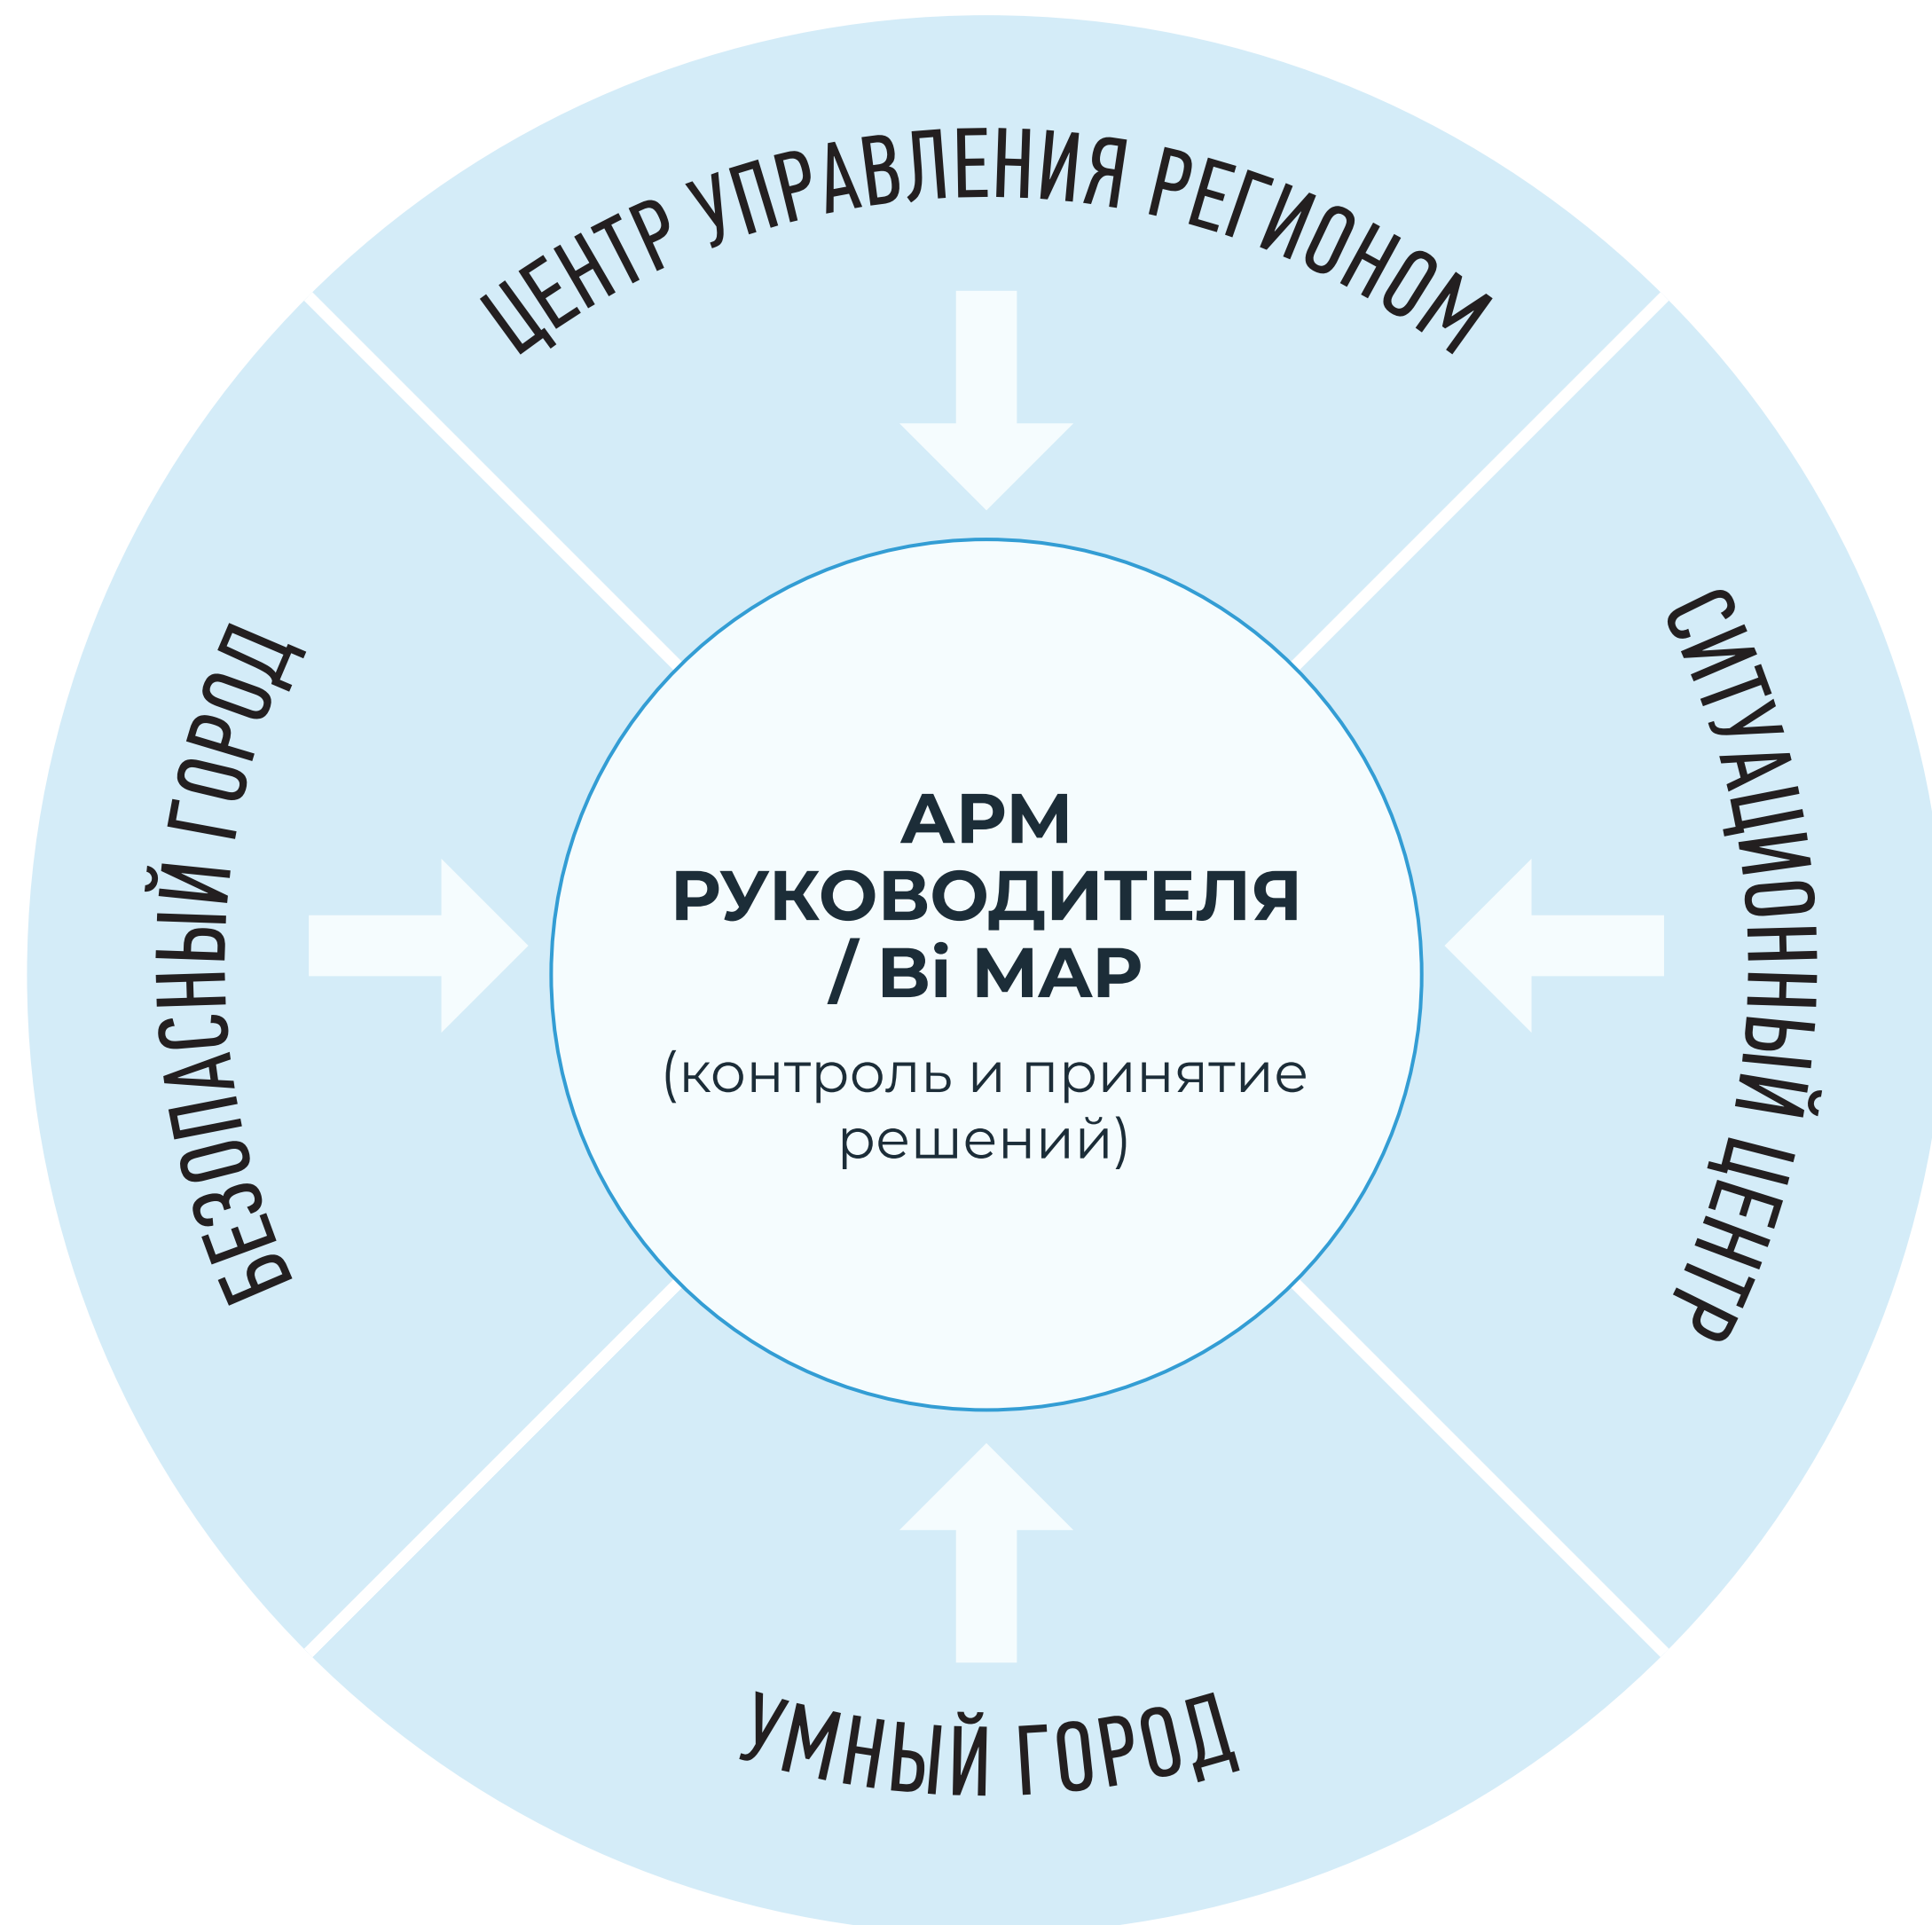 ЦЕНТР УПРАВЛЕНИЯ РЕГИОНОМ
БЕЗОПАСНЫЙ ГОРОД
СИТУАЦИОННЫЙ ЦЕНТР
АРМ
РУКОВОДИТЕЛЯ
/ Bi MAP
(контроль и принятие
решений)
УМНЫЙ ГОРОД